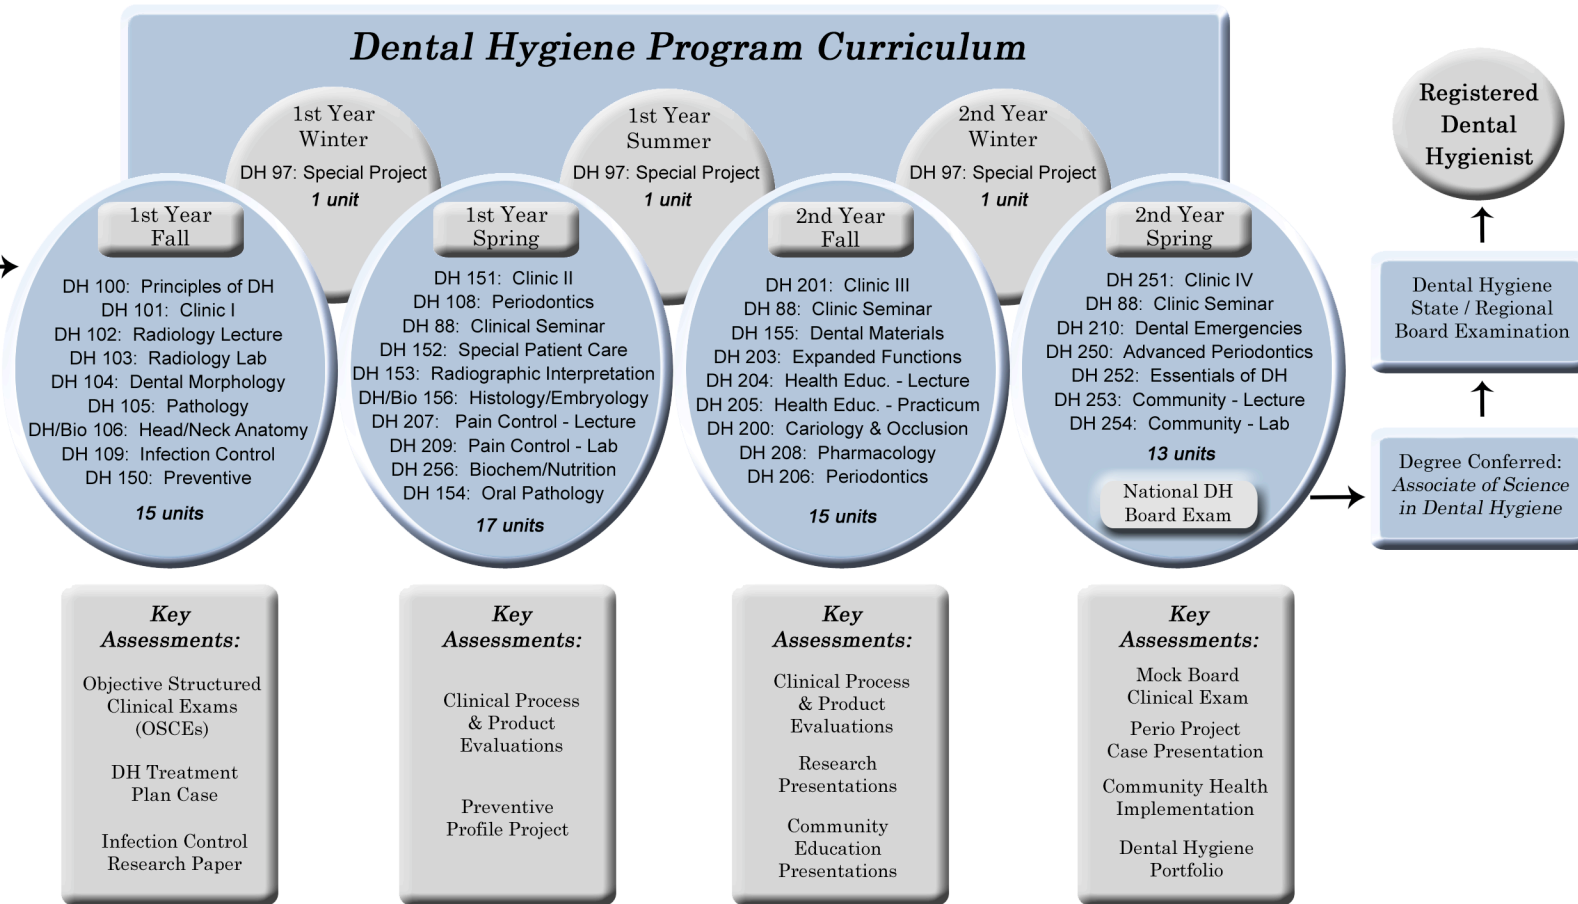 Dental Hygiene Program Curriculum
1st Year
Winter
DH 97: Special Project
1 unit
1st Year
Summer
DH 97: Special Project
1 unit
2nd Year
Winter
DH 97: Special Project
1 unit
1st Year
Fall
DH 100: Principles of DH
DH 101: Clinic I
DH 102: Radiology Lecture
DH 103: Radiology Lab
DH 104: Dental Morphology
DH 105: Pathology
DH/Bio 106: Head/Neck Anatomy
DH 109: Infection Control
DH 150: Preventive
15 units
1st Year
Spring
DH 151: Clinic II
DH 108: Periodontics
DH 88: Clinical Seminar
DH 152: Special Patient Care
DH 153: Radiographic Interpretation
DH/Bio 156: Histology/Embryology
DH 207: Pain Control - Lecture
DH 209: Pain Control - Lab
DH 256: Biochem/Nutrition
DH 154: Oral Pathology
17 units
2nd Year
Fall
DH 201: Clinic III
DH 88: Clinic Seminar
DH 155: Dental Materials
DH 203: Expanded Functions
DH 204: Health Educ. - Lecture
DH 205: Health Educ. - Practicum
DH 200: Cariology & Occlusion
DH 208: Pharmacology
DH 206: Periodontics
15 units
2nd Year
Spring
DH 251: Clinic IV
DH 88: Clinic Seminar
DH 210: Dental Emergencies
DH 250: Advanced Periodontics
DH 252: Essentials of DH
DH 253: Community - Lecture
DH 254: Community - Lab
13 units
National DH
Board Exam
Registered
Dental
Hygienist
Dental Hygiene
State / Regional
Board Examination
Degree Conferred:
Associate of Science
in Dental Hygiene
Key
Assessments:
Objective Structured
Clinical Exams
(OSCEs)
DH Treatment
Plan Case
Infection Control
Research Paper
Key
Assessments:
Clinical Process
& Product
Evaluations
Preventive
Profile Project
Key
Assessments:
Clinical Process
& Product
Evaluations
Research
Presentations
Community
Education
Presentations
Key
Assessments:
Mock Board
Clinical Exam
Perio Project
Case Presentation
Community Health
Implementation
Dental Hygiene
Portfolio